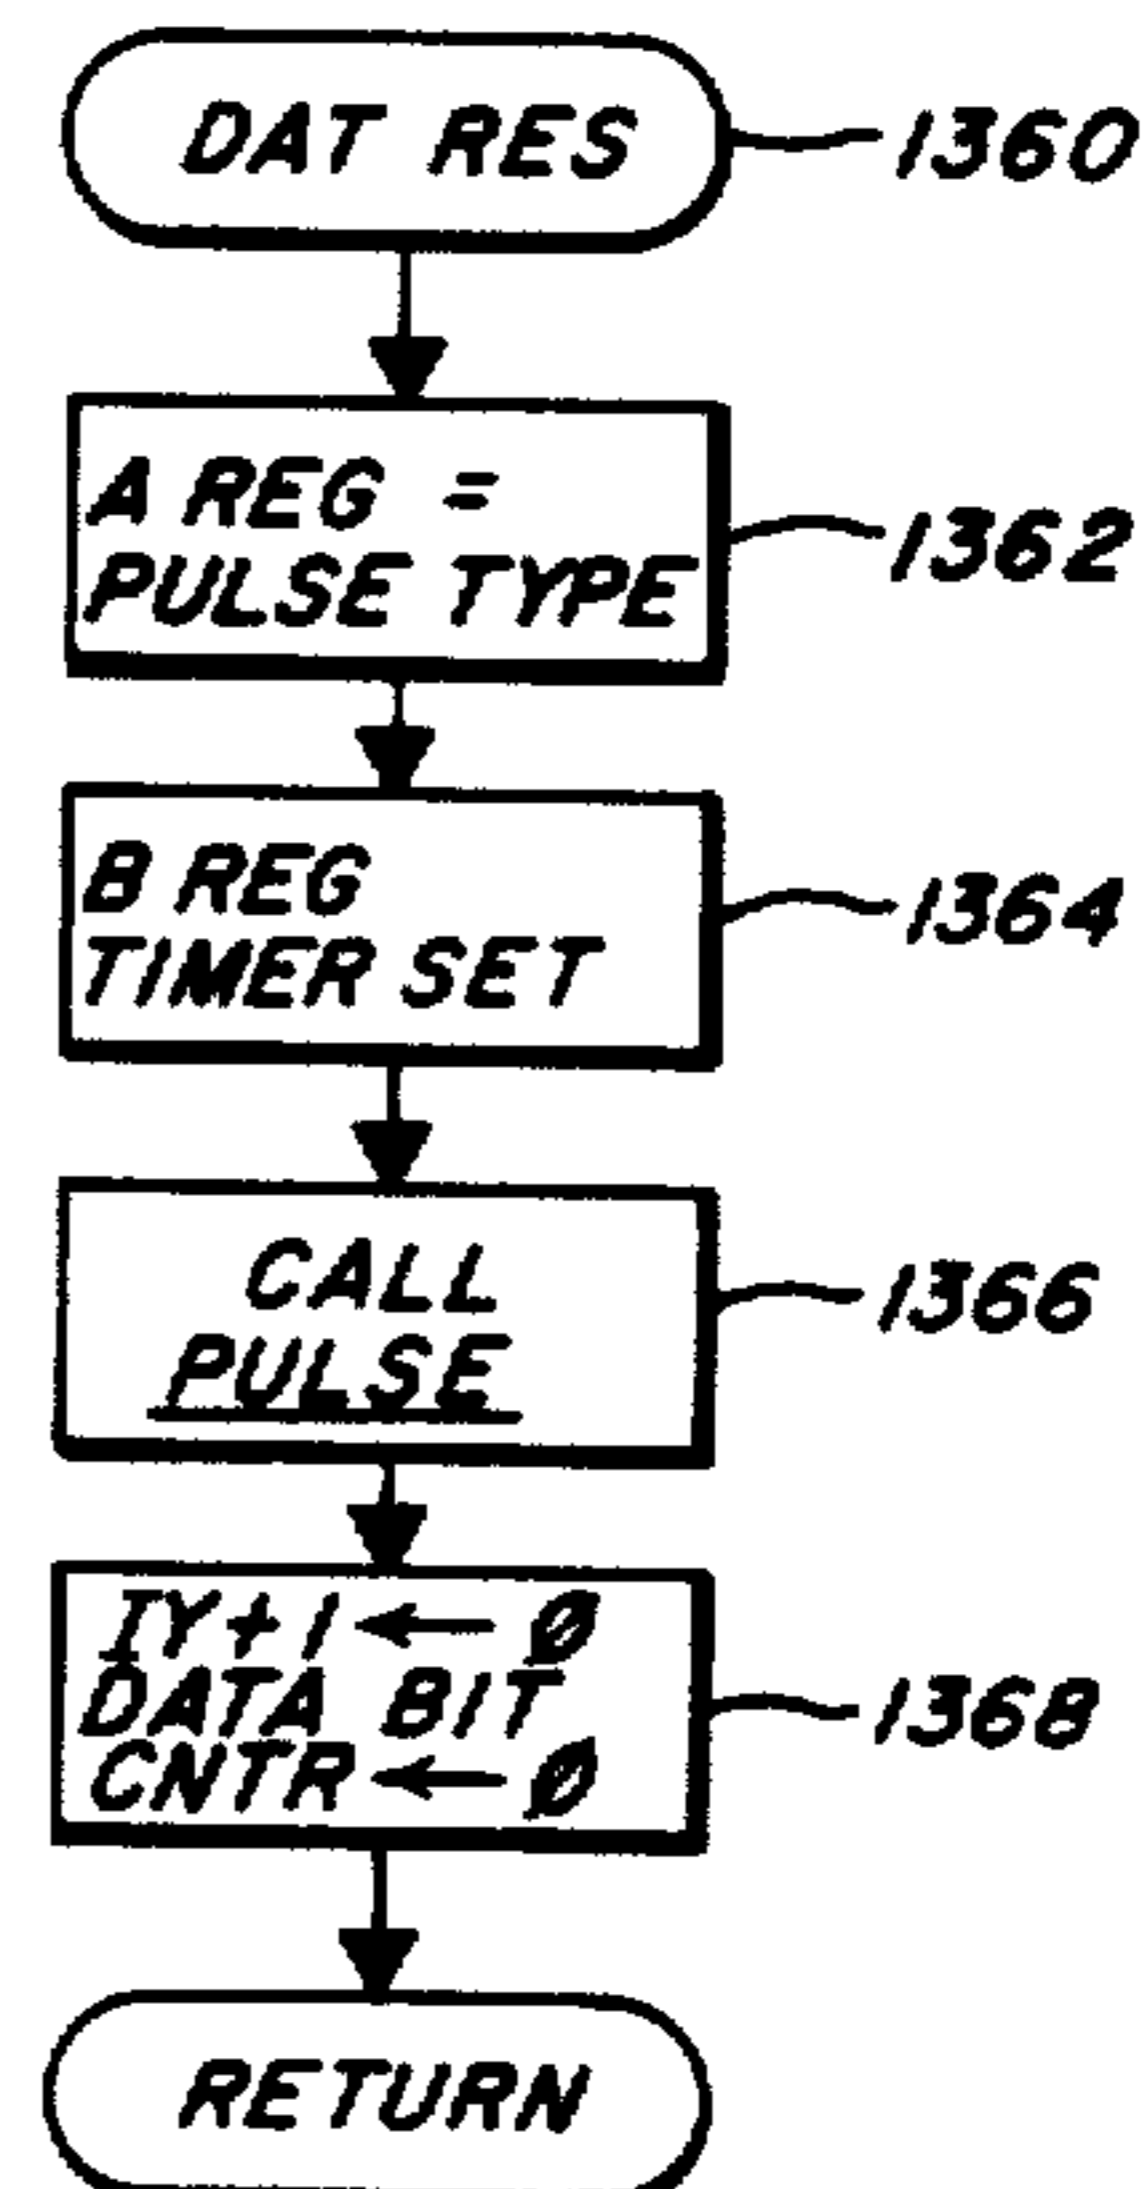 DAT RES
1360
A REG =
PULSE TYPE
1362
B REG
TIMER SET
1364
CALL
PULSE
1366
IY+1←Ø
DATA BIT
CNTR←Ø
1368
RETURN